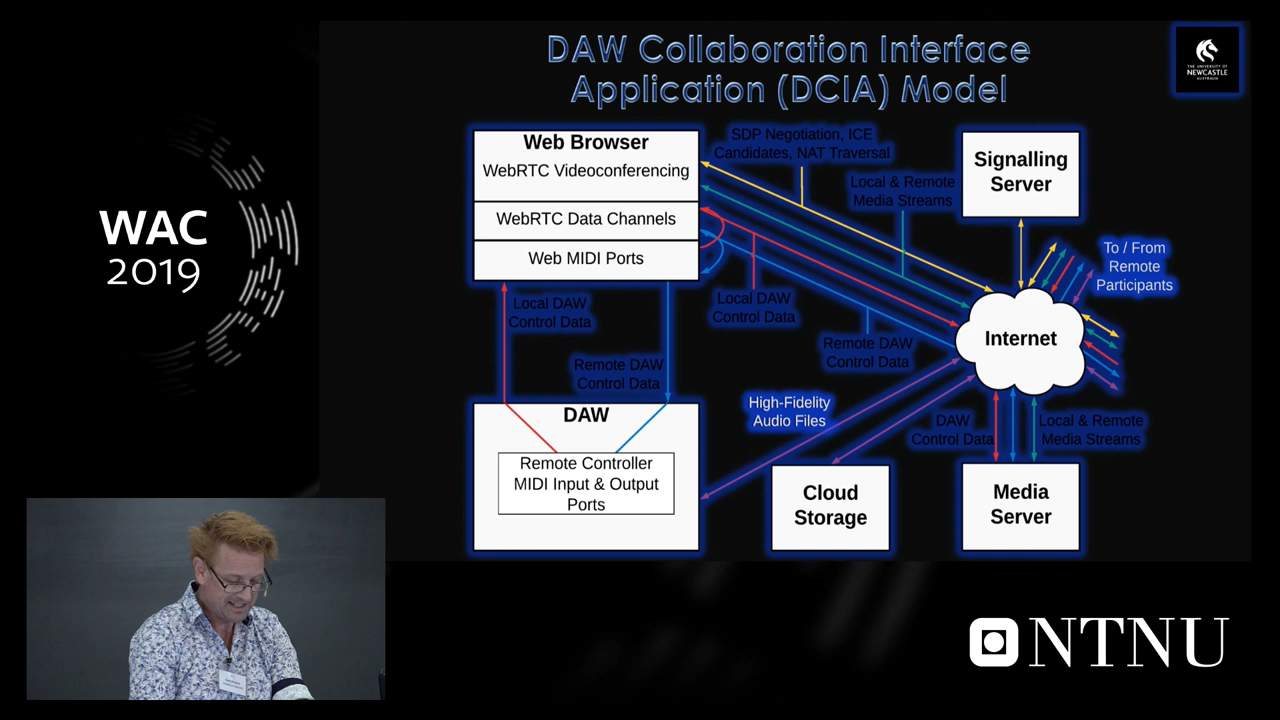 DAW Collaboration Interface
Application (DCIA) Model
THE UNIVERSITY OF
NEWCASTLE
AUSTRALIA
WAC
2019
Web Browser
WebRTC Videoconferencing
WebRTC Data Channels
Web MIDI Ports
SDP Negotiation, ICE
Candidates, NAT Traversal
Local & Remote
Media Streams
Signalling
Server
To / From
Remote
Participants
Local DAW
Control Data
Local DAW
Control Data
Remote DAW
Control Data
Remote DAW
Control Data
Internet
High-Fidelity
Audio Files
DAW
Control Data
Local & Remote
Media Streams
DAW
Remote Controller
MIDI Input & Output
Ports
Cloud
Storage
Media
Server
NTNU